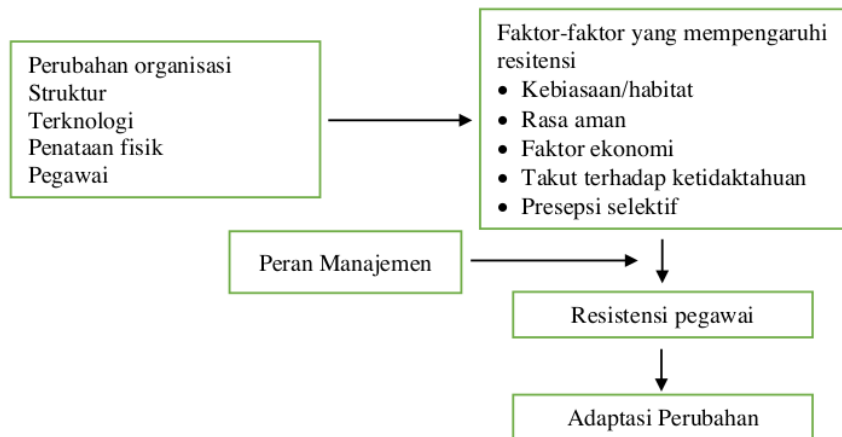 Perubahan organisasi
Struktur
Terknologi
Penataan fisik
Pegawai
Faktor-faktor yang mempengaruhi
resitensi
• Kebiasaan/habitat
• Rasa aman
• Faktor ekonomi
• Takut terhadap ketidaktahuan
• Presepsi selektif
Peran Manajemen
Resistensi pegawai
Adaptasi Perubahan